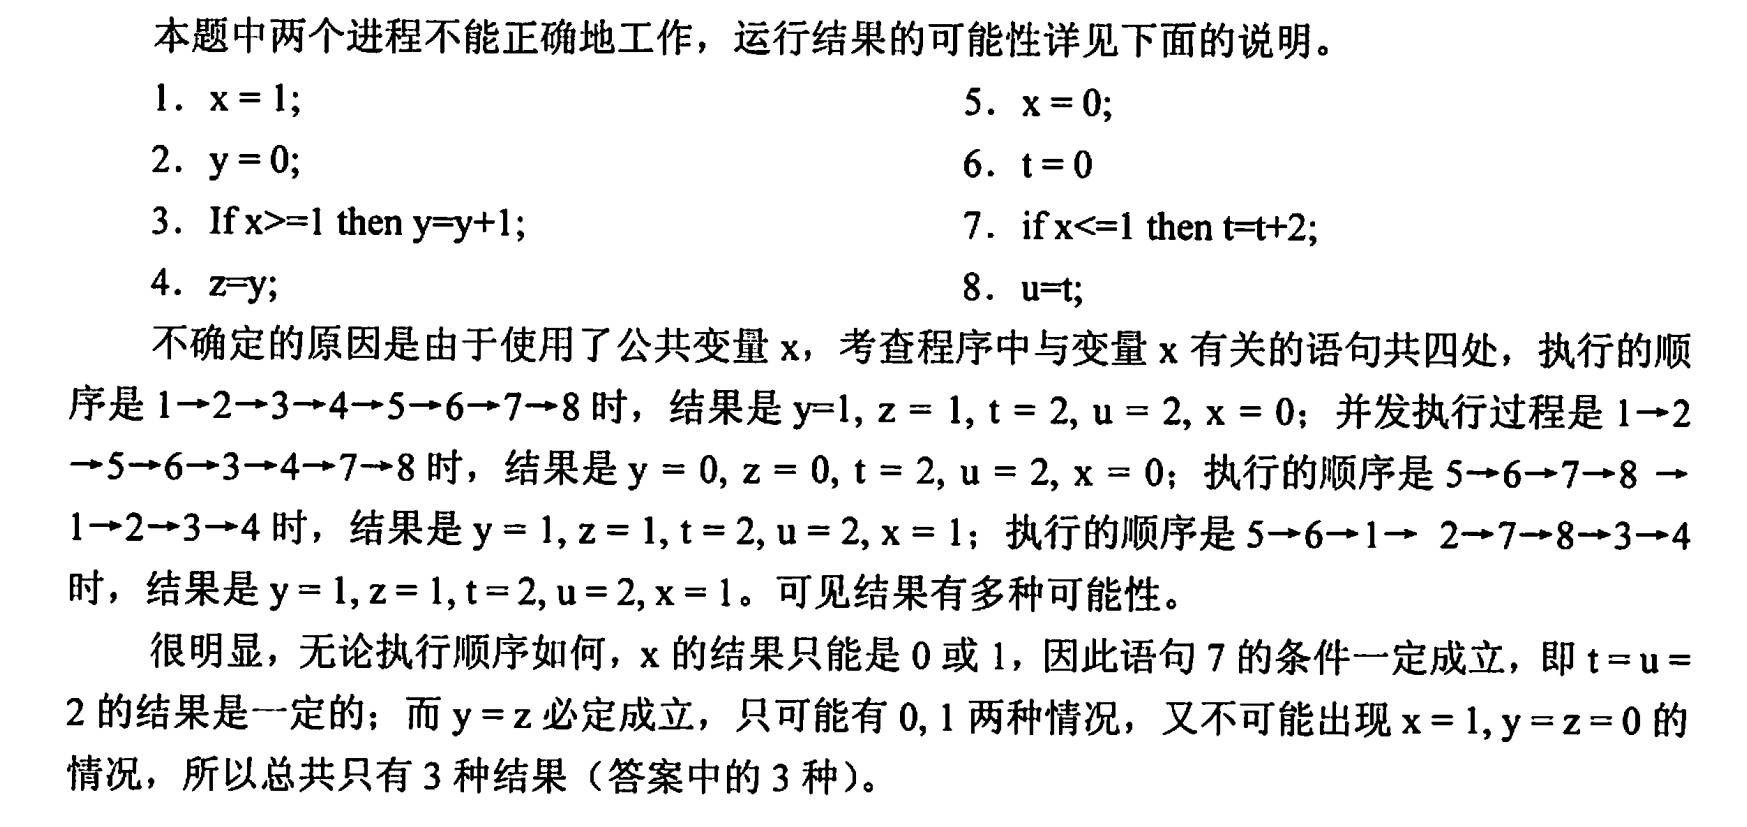 本题中两个进程不能正确地工作，运行结果的可能性详见下面的说明。
1. x = 1; 5. x = 0;
2. y = 0; 6. t = 0
3. If x>=1 then y=y+1; 7. if x<=1 then t=t+2;
4. z=y; 8. u=t;
不确定的原因是由于使用了公共变量 x，考查程序中与变量 x 有关的语句共四处，执行的顺
序是 1→2→3→4→5→6→7→8 时，结果是 y=1, z = 1, t = 2, u = 2, x = 0；并发执行过程是 1→2
→5→6→3→4→7→8 时，结果是 y = 0, z = 0, t = 2, u = 2, x = 0；执行的顺序是 5→6→7→8 →
1→2→3→4 时，结果是 y = 1, z = 1, t = 2, u = 2, x = 1；执行的顺序是 5→6→1→ 2→7→8→3→4
时，结果是 y = 1, z = 1, t = 2, u = 2, x = 1。可见结果有多种可能性。
很明显，无论执行顺序如何，x 的结果只能是 0 或 1，因此语句 7 的条件一定成立，即 t = u =
2 的结果是一定的；而 y = z 必定成立，只可能有 0, 1 两种情况，又不可能出现 x = 1, y = z = 0 的
情况，所以总共只有 3 种结果（答案中的 3 种）。